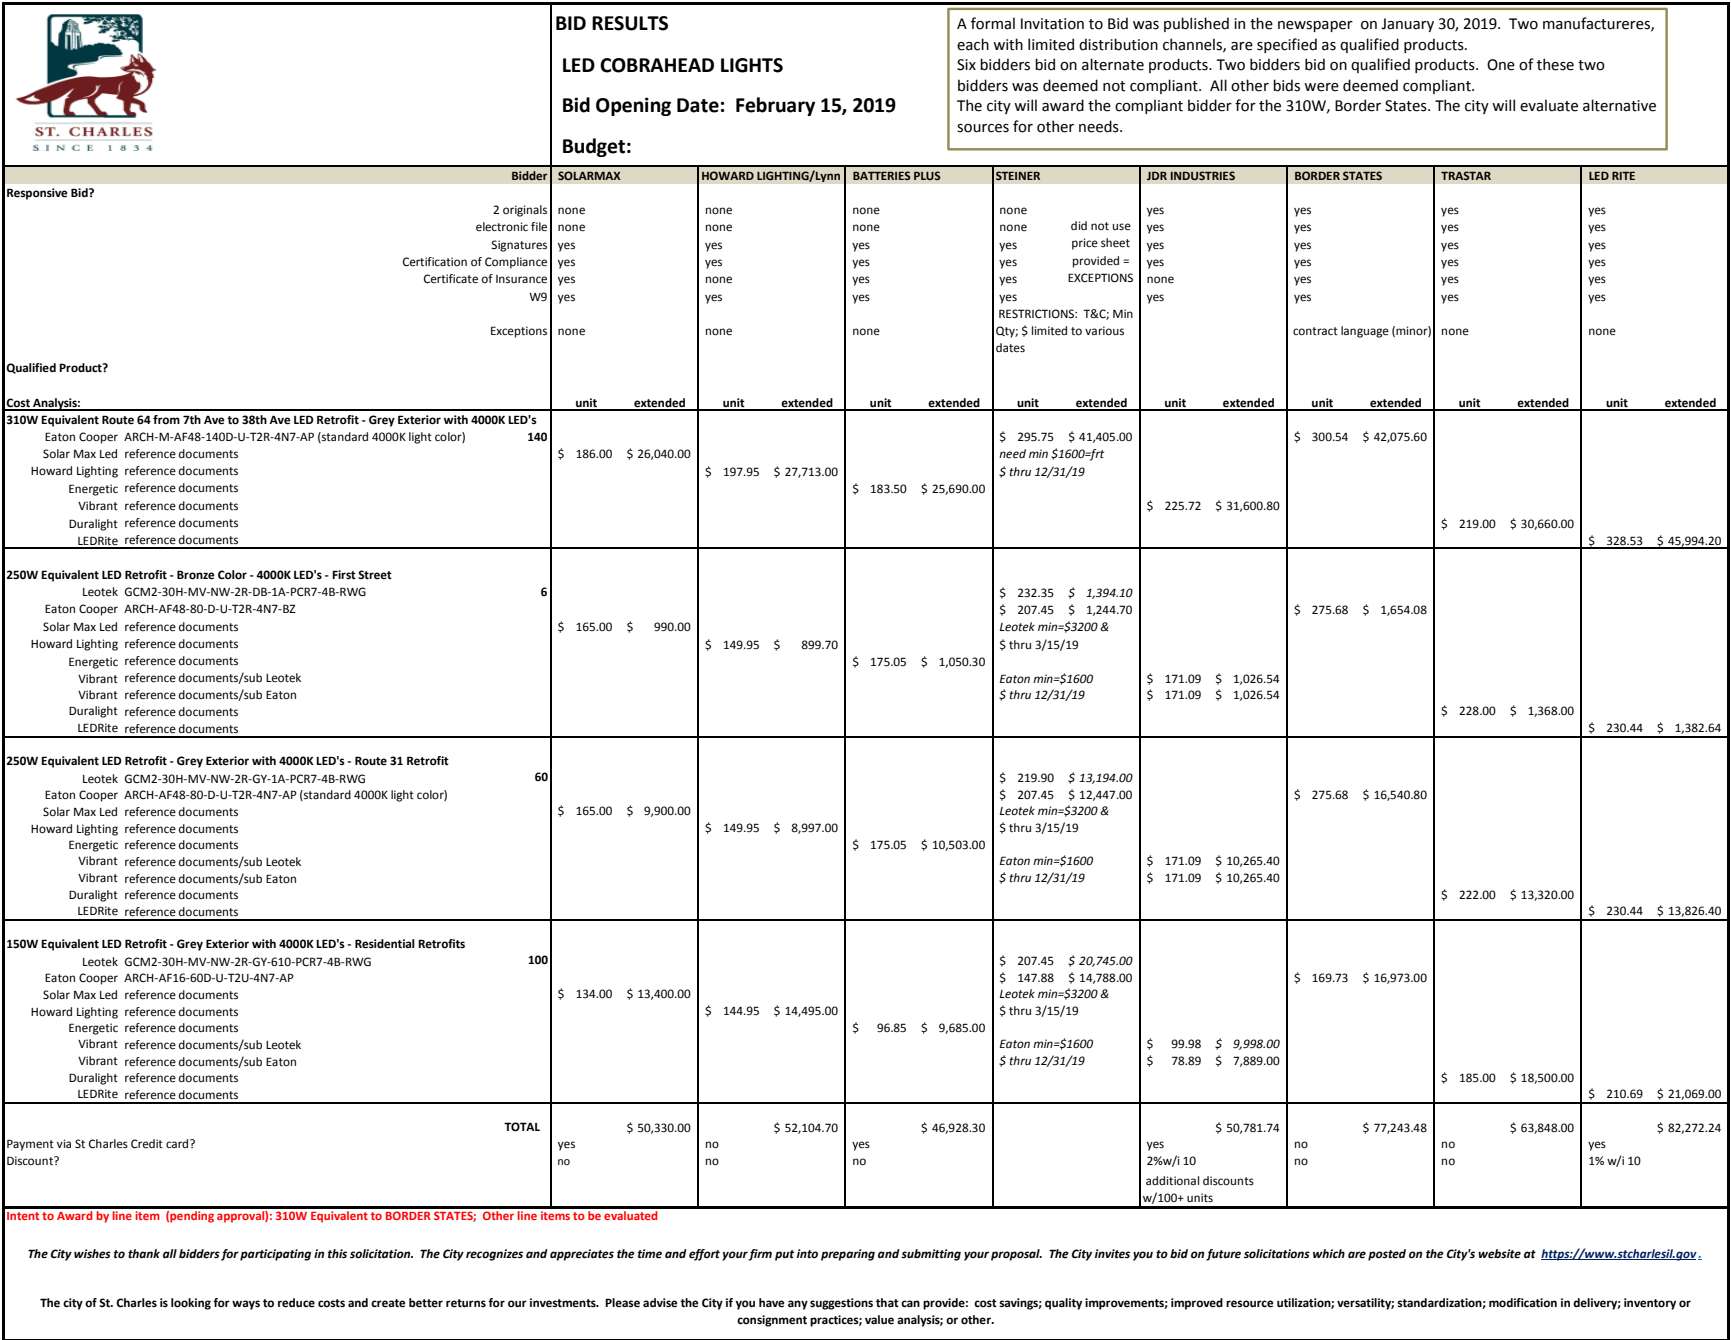 ST. CHARLES
SINCE 1834
BID RESULTS
LED COBRAHEAD LIGHTS
Bid Opening Date: February 15, 2019
Budget:
A formal Invitation to Bid was published in the newspaper on January 30, 2019. Two manufactureres,
each with limited distribution channels, are specified as qualified products.
Six bidders bid on alternate products. Two bidders bid on qualified products. One of these two
bidders was deemed not compliant. All other bids were deemed compliant.
The city will award the compliant bidder for the 310W, Border States. The city will evaluate alternative
sources for other needs.
Bidder SOLARMAX HOWARD LIGHTING/Lynn BATTERIES PLUS STEINER JDR INDUSTRIES BORDER STATES TRASTAR LED RITE
Responsive Bid?
2 originals none none none none yes yes yes yes
electronic file none none none none did not use yes yes yes yes
Signatures yes yes yes yes price sheet yes yes yes yes
Certification of Compliance yes yes yes yes provided = yes yes yes yes
Certificate of Insurance yes none yes yes EXCEPTIONS none yes yes yes
W9 yes yes yes yes yes yes yes yes
RESTRICTIONS: T&C; Min
Exceptions none none none Qty; $ limited to various contract language (minor) none none
dates
Qualified Product?
Cost Analysis: unit extended unit extended unit extended unit extended unit extended unit extended unit extended unit extended
310W Equivalent Route 64 from 7th Ave to 38th Ave LED Retrofit - Grey Exterior with 4000K LED's
Eaton Cooper ARCH-M-AF48-140D-U-T2R-4N7-AP (standard 4000K light color) 140 $ 295.75 $ 41,405.00 $ 300.54 $ 42,075.60
Solar Max Led reference documents $ 186.00 $ 26,040.00 need min $1600=frt
Howard Lighting reference documents $ 197.95 $ 27,713.00 $ thru 12/31/19
Energetic reference documents $ 183.50 $ 25,690.00
Vibrant reference documents $ 225.72 $ 31,600.80
Duralight reference documents $ 219.00 $ 30,660.00
LEDRite reference documents $ 328.53 $ 45,994.20
250W Equivalent LED Retrofit - Bronze Color - 4000K LED's - First Street
Leotek GCM2-30H-MV-NW-2R-DB-1A-PCR7-4B-RWG 6 $ 232.35 $ 1,394.10
Eaton Cooper ARCH-AF48-80-D-U-T2R-4N7-BZ $ 207.45 $ 1,244.70 $ 275.68 $ 1,654.08
Solar Max Led reference documents $ 165.00 $ 990.00 Leotek min=$3200 &
Howard Lighting reference documents $ 149.95 $ 899.70 $ thru 3/15/19
Energetic reference documents $ 175.05 $ 1,050.30
Vibrant reference documents/sub Leotek Eaton min=$1600 $ 171.09 $ 1,026.54
Vibrant reference documents/sub Eaton $ thru 12/31/19 $ 171.09 $ 1,026.54
Duralight reference documents $ 228.00 $ 1,368.00
LEDRite reference documents $ 230.44 $ 1,382.64
250W Equivalent LED Retrofit - Grey Exterior with 4000K LED's - Route 31 Retrofit
Leotek GCM2-30H-MV-NW-2R-GY-1A-PCR7-4B-RWG 60 $ 219.90 $ 13,194.00
Eaton Cooper ARCH-AF48-80-D-U-T2R-4N7-AP (standard 4000K light color) $ 207.45 $ 12,447.00 $ 275.68 $ 16,540.80
Solar Max Led reference documents $ 165.00 $ 9,900.00 Leotek min=$3200 &
Howard Lighting reference documents $ 149.95 $ 8,997.00 $ thru 3/15/19
Energetic reference documents $ 175.05 $ 10,503.00
Vibrant reference documents/sub Leotek Eaton min=$1600 $ 171.09 $ 10,265.40
Vibrant reference documents/sub Eaton $ thru 12/31/19 $ 171.09 $ 10,265.40
Duralight reference documents $ 222.00 $ 13,320.00
LEDRite reference documents $ 230.44 $ 13,826.40
150W Equivalent LED Retrofit - Grey Exterior with 4000K LED's - Residential Retrofits
Leotek GCM2-30H-MV-NW-2R-GY-610-PCR7-4B-RWG 100 $ 207.45 $ 20,745.00
Eaton Cooper ARCH-AF16-60D-U-T2U-4N7-AP $ 147.88 $ 14,788.00 $ 169.73 $ 16,973.00
Solar Max Led reference documents $ 134.00 $ 13,400.00 Leotek min=$3200 &
Howard Lighting reference documents $ 144.95 $ 14,495.00 $ thru 3/15/19
Energetic reference documents $ 96.85 $ 9,685.00
Vibrant reference documents/sub Leotek Eaton min=$1600 $ 99.98 $ 9,998.00
Vibrant reference documents/sub Eaton $ thru 12/31/19 $ 78.89 $ 7,889.00
Duralight reference documents $ 185.00 $ 18,500.00
LEDRite reference documents $ 210.69 $ 21,069.00
TOTAL $ 50,330.00 $ 52,104.70 $ 46,928.30 $ 50,781.74 $ 77,243.48 $ 63,848.00 $ 82,272.24
Payment via St Charles Credit card? yes no yes yes no no yes
Discount? no no no 2%w/i 10 no no 1% w/i 10
additional discounts
w/100+ units
Intent to Award by line item (pending approval): 310W Equivalent to BORDER STATES; Other line items to be evaluated
The City wishes to thank all bidders for participating in this solicitation. The City recognizes and appreciates the time and effort your firm put into preparing and submitting your proposal. The City invites you to bid on future solicitations which are posted on the City's website at https://www.stcharlesil.gov.
The city of St. Charles is looking for ways to reduce costs and create better returns for our investments. Please advise the City if you have any suggestions that can provide: cost savings; quality improvements; improved resource utilization; versatility; standardization; modification in delivery; inventory or
consignment practices; value analysis; or other.